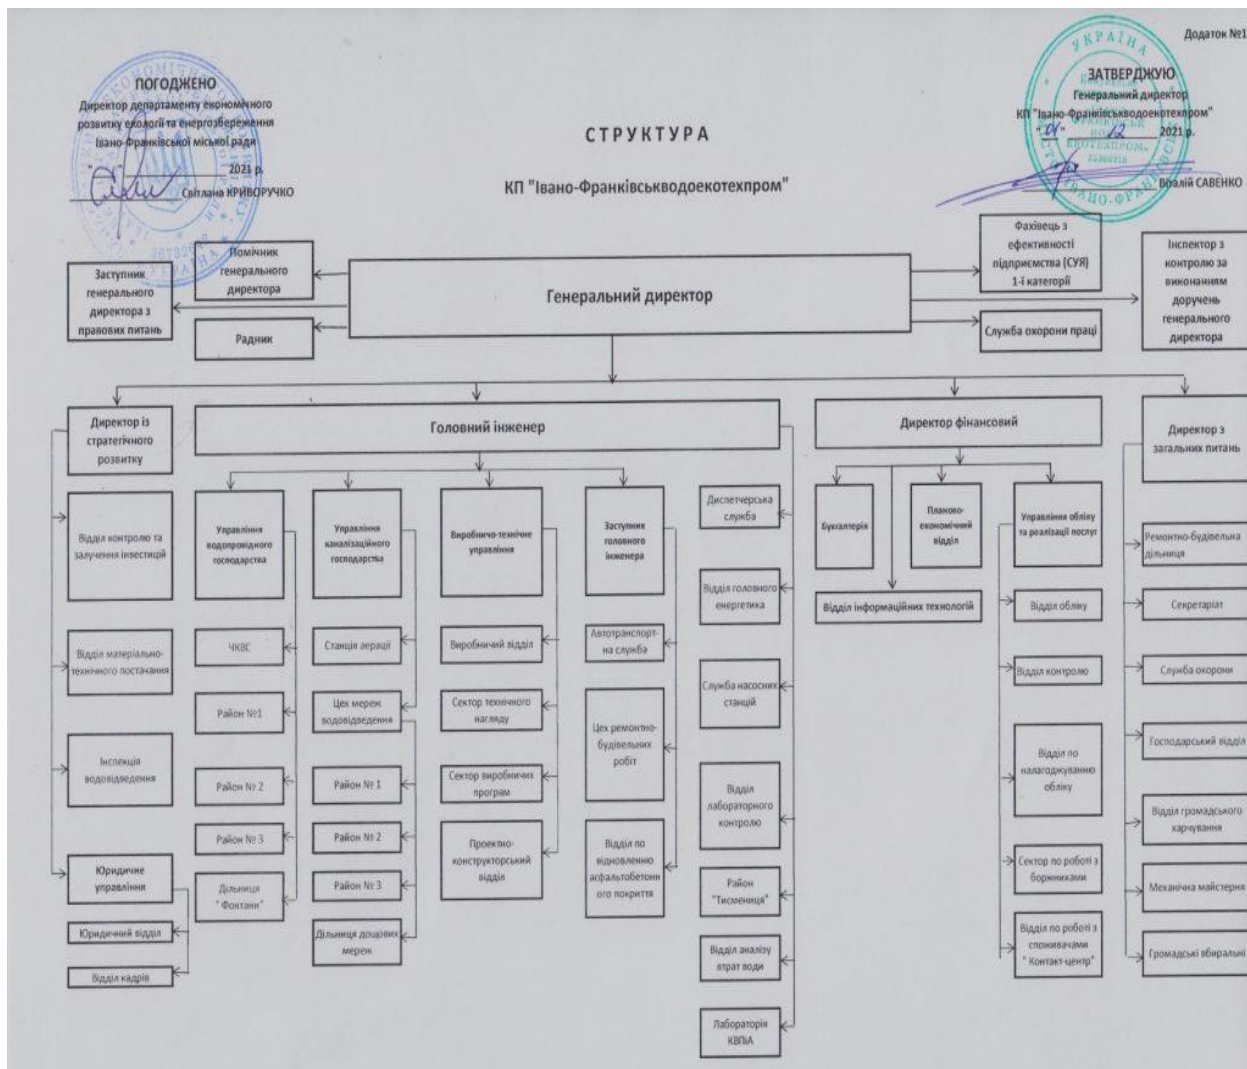 Додаток №1
ПОГОДЖЕНО
Директор департаменту економічного
розвитку екології та енергозбереження
Івано-Франківської міської ради
2021 р.
Світлана КРИВОРУЧКО
ЗАТВЕРДЖУЮ
Генеральний директор
КП "Івано-Франківськводоекотехпром"
"01" 12 2021 р.
САВЕНКО
СТРУКТУРА
КП "Івано-Франківськводоекотехпром"
Заступник
генерального
директора з
правових питань
Помічник
генерального
директора
Радник
Генеральний директор
Фахівець з
ефективності
підприємства (СУЯ)
1-ї категорії
Служба охорони праці
Інспектор з
контролю за
виконанням
доручень
генерального
директора
Директор із
стратегічного
розвитку
Головний інженер
Директор фінансовий
Директор з
загальних питань
Відділ контролю та
залучення інвестицій
Відділ матеріально-
технічного постачання
Інспекція
водовідведення
Юридичне
управління
Юридичний відділ
Відділ кадрів
Управління
водопровідного
господарства
ЧКВС
Район №1
Район № 2
Район № 3
Дільниця
" Фонтани"
Управління
каналізаційного
господарства
Станція аерації
Цех мереж
водовідведення
Район № 1
Район № 2
Район № 3
Дільниця дощових
мереж
Виробничо-технічне
управління
Виробничий відділ
Сектор технічного
нагляду
Сектор виробничих
програм
Проектно-
конструкторський
відділ
Заступник
головного
інженера
Автотранспорт-
на служба
Цех ремонтно-
будівельних
робіт
Відділ по
відновленню
асфальтобетонн
ого покриття
Диспетчерська
служба
Відділ головного
енергетика
Служба насосних
станцій
Відділ
лабораторного
контролю
Район
"Тисмениця"
Відділ аналізу
втрат води
Лабораторія
КВПіА
Бухгалтерія
Планово-
економічний
відділ
Управління обліку
та реалізації послуг
Відділ інформаційних технологій
Відділ обліку
Відділ контролю
Відділ по
налагоджуванню
обліку
Сектор по роботі з
боржниками
Відділ по роботі з
споживачами
" Контакт-центр"
Ремонтно-будівельна
дільниця
Секретаріат
Служба охорони
Господарський відділ
Відділ громадського
харчування
Механічна майстерня
Громадські вбиральні